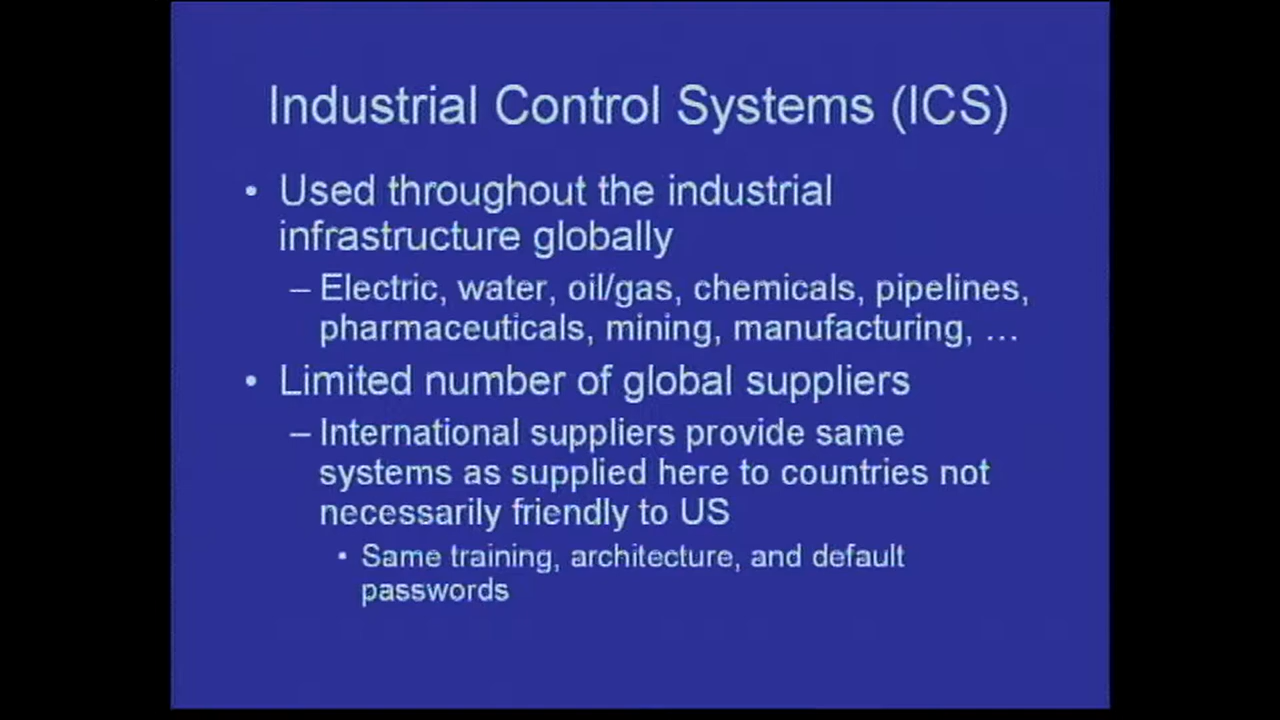 Industrial Control Systems (ICS)
• Used throughout the industrial
infrastructure globally
– Electric, water, oil/gas, chemicals, pipelines,
pharmaceuticals, mining, manufacturing, …
• Limited number of global suppliers
– International suppliers provide same
systems as supplied here to countries not
necessarily friendly to US
• Same training, architecture, and default
passwords